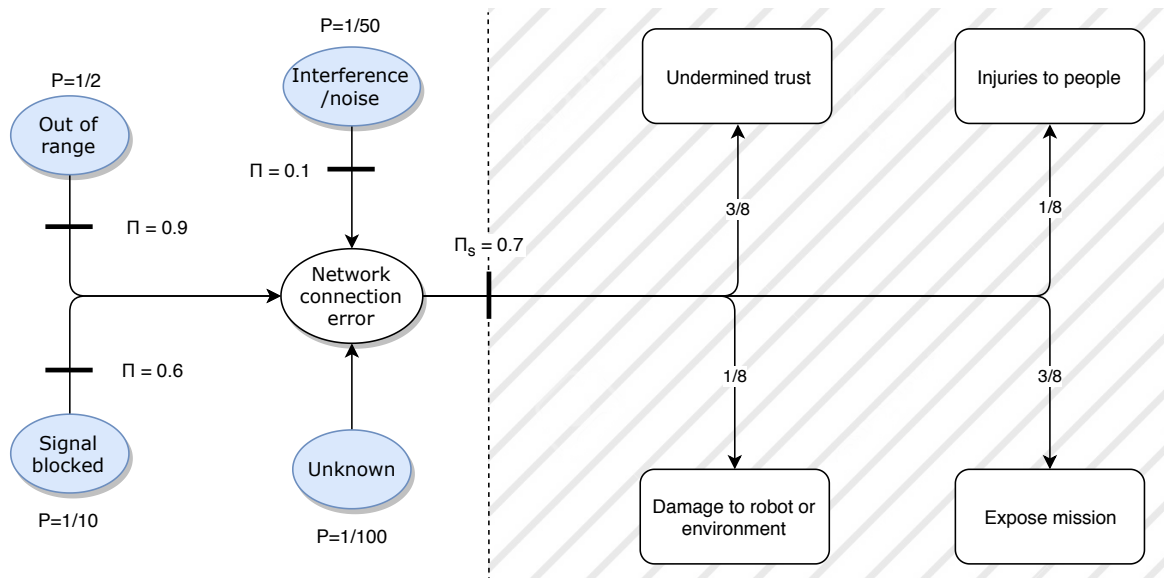 P=1/50
Interference
/noise
P=1/2
Out of
range
Π = 0.1
Π = 0.9
Undermined trust
Injuries to people
3/8
1/8
Πs = 0.7
Network
connection
error
Π = 0.6
1/8
3/8
Signal
blocked
P=1/10
Unknown
P=1/100
Damage to robot or
environment
Expose mission